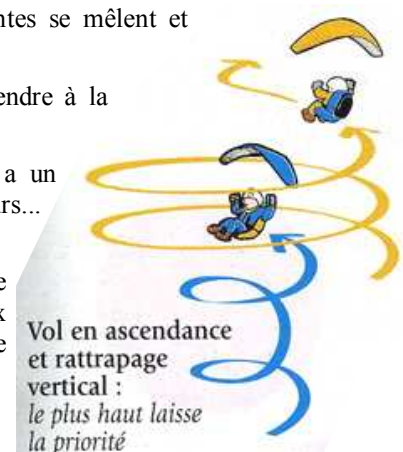 ntes se mêlent et
endre à la
a un
rs...
e
x
e
Vol en ascendance
et rattrapage
vertical :
le plus haut laisse
la priorité